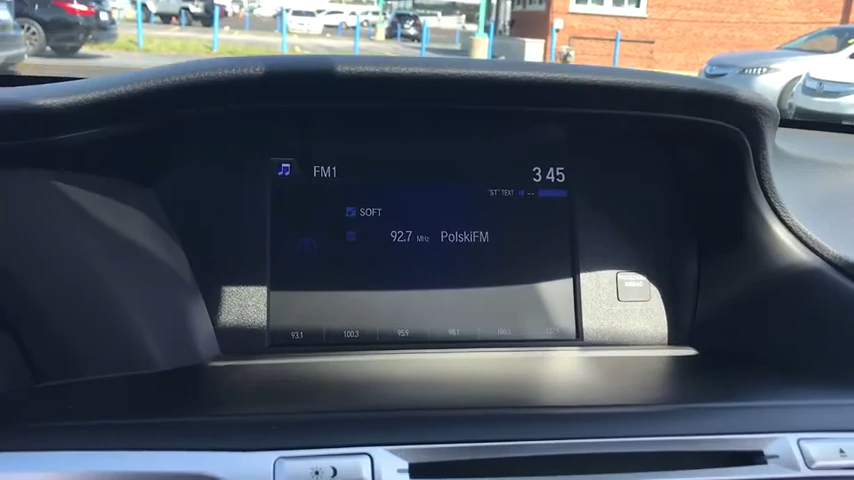 FM1 3 45
"ST" TEXT --
SOFT
92.7 MHz PolskiFM
93.1 100.3 95.9 98.1